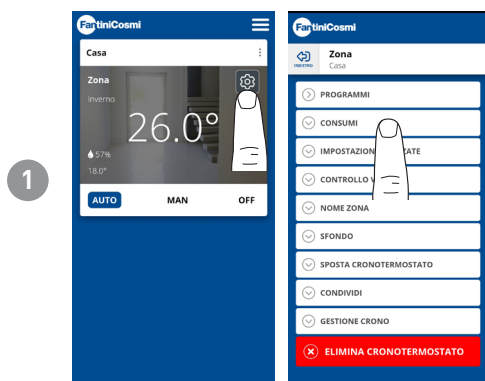 1
FantiniCosmi
Casa
Zona
Inverno
26.0°
57%
18.0°
AUTO MAN OFF
FantiniCosmi
INDIETRO
Zona
Casa
PROGRAMMI
CONSUMI
CONTROLLO
NOME ZONA
SFONDO
SPOSTA CRONOTERMOSTATO
CONDIVIDI
GESTIONE CRONO
ELIMINA CRONOTERMOSTATO